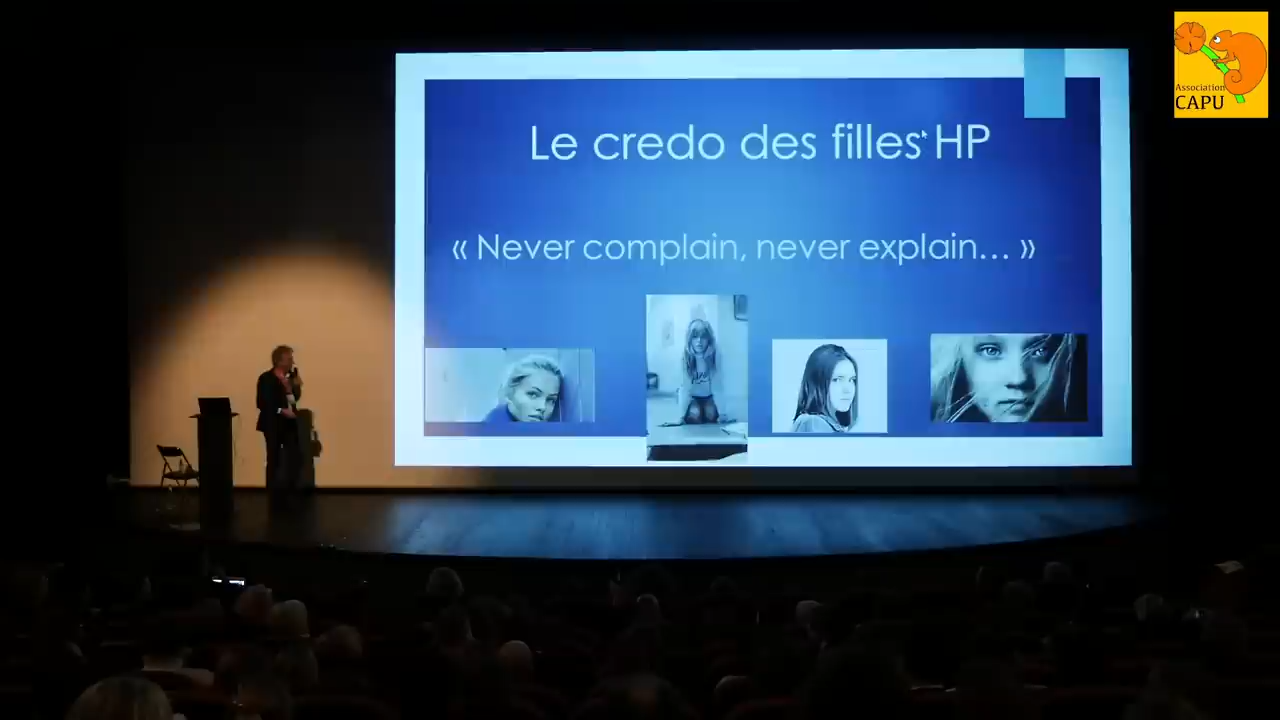 Le credo des filles HP
« Never complain, never explain... »
Association
CAPU